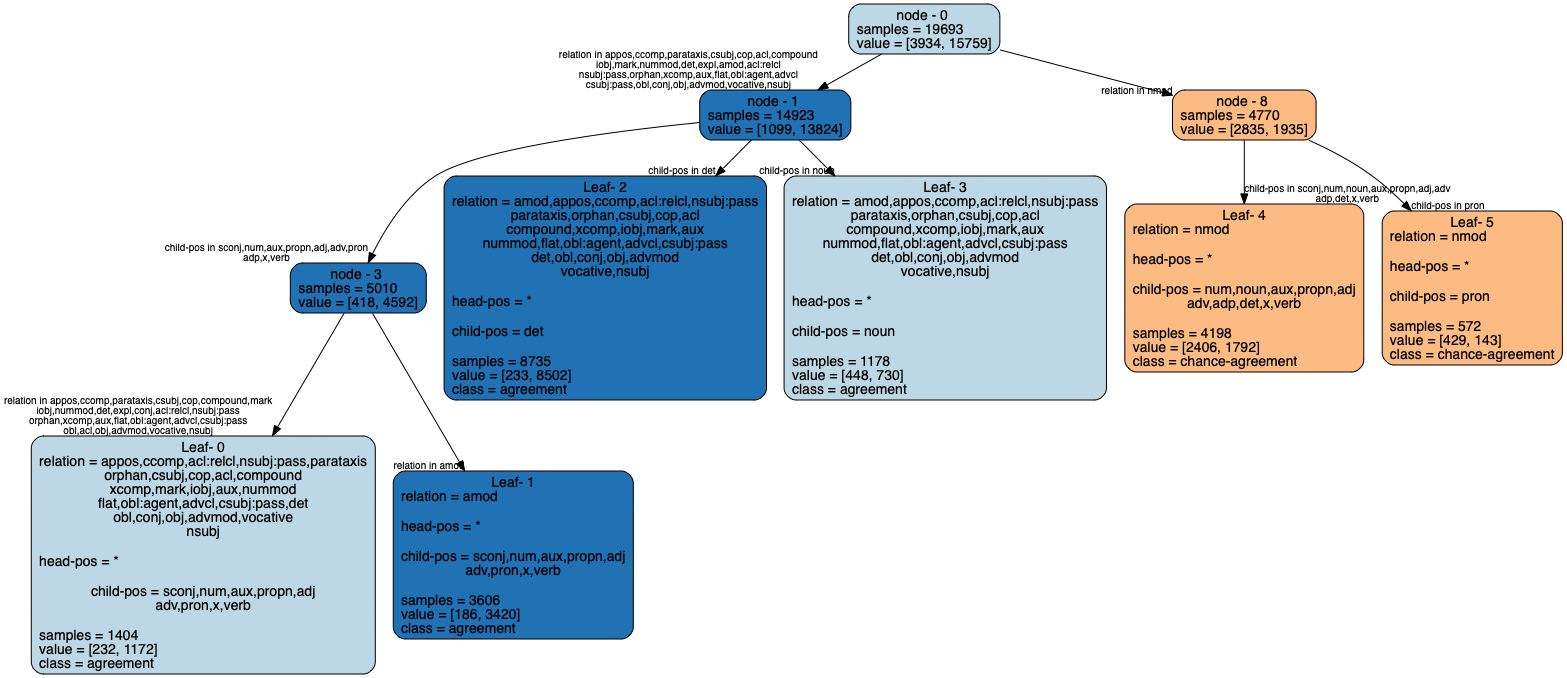 node - 0
samples = 19693
value = [3934, 15759]
relation in appos,ccomp,parataxis,csubj,cop,acl,compound
iobj,mark,nummod,det,expl,amod,acl:relcl
nsubj:pass,orphan,xcomp,aux,flat,obl:agent,advcl
csubj:pass,obl,conj,obj,advmod,vocative,nsubj
relation in nmod
node - 1
samples = 14923
value = [1099, 13824]
node - 8
samples = 4770
value = [2835, 1935]
child-pos in sconj,num,aux,propn,adj,adv,pron
adp,x,verb
child-pos in det
child-pos in noun
child-pos in sconj,num,noun,aux,propn,adj,adv
adp,det,x,verb
child-pos in pron
node - 3
samples = 5010
value = [418, 4592]
Leaf- 2
relation = amod,appos,ccomp,acl:relcl,nsubj:pass
parataxis,orphan,csubj,cop,acl
compound,xcomp,iobj,mark,aux
nummod,flat,obl:agent,advcl,csubj:pass
det,obl,conj,obj,advmod
vocative,nsubj
head-pos = *
child-pos = det
samples = 8735
value = [233, 8502]
class = agreement
Leaf- 3
relation = amod,appos,ccomp,acl:relcl,nsubj:pass
parataxis,orphan,csubj,cop,acl
compound,xcomp,iobj,mark,aux
nummod,flat,obl:agent,advcl,csubj:pass
det,obl,conj,obj,advmod
vocative,nsubj
head-pos = *
child-pos = noun
samples = 1178
value = [448, 730]
class = agreement
Leaf- 4
relation = nmod
head-pos = *
child-pos = num,noun,aux,propn,adj
adv,adp,det,x,verb
samples = 4198
value = [2406, 1792]
class = chance-agreement
Leaf- 5
relation = nmod
head-pos = *
child-pos = pron
samples = 572
value = [429, 143]
class = chance-agreement
relation in appos,ccomp,parataxis,csubj,cop,compound,mark
iobj,nummod,det,expl,conj,acl:relcl,nsubj:pass
orphan,xcomp,aux,flat,obl:agent,advcl,csubj:pass
obl,acl,obj,advmod,vocative,nsubj
relation in amod
Leaf- 0
relation = appos,ccomp,acl:relcl,nsubj:pass,parataxis
orphan,csubj,cop,acl,compound
xcomp,mark,iobj,aux,nummod
flat,obl:agent,advcl,csubj:pass,det
obl,conj,obj,advmod,vocative
nsubj
head-pos = *
child-pos = sconj,num,aux,propn,adj
adv,pron,x,verb
samples = 1404
value = [232, 1172]
class = agreement
Leaf- 1
relation = amod
head-pos = *
child-pos = sconj,num,aux,propn,adj
adv,pron,x,verb
samples = 3606
value = [186, 3420]
class = agreement